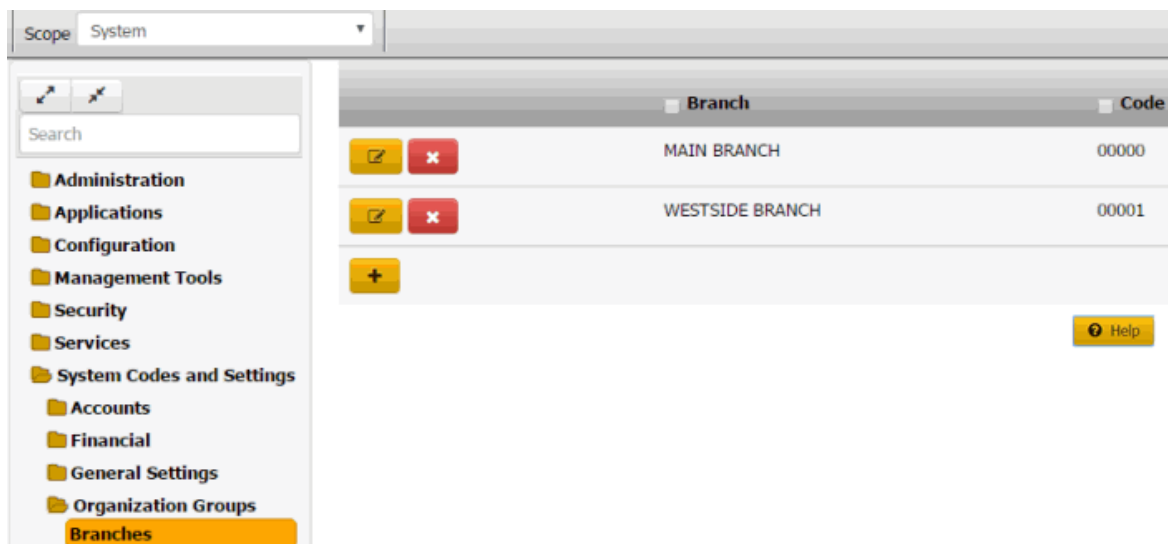 Scope System
Search
Administration
Applications
Configuration
Management Tools
Security
Services
System Codes and Settings
Accounts
Financial
General Settings
Organization Groups
Branches
Branch Code
MAIN BRANCH 00000
WESTSIDE BRANCH 00001
Help